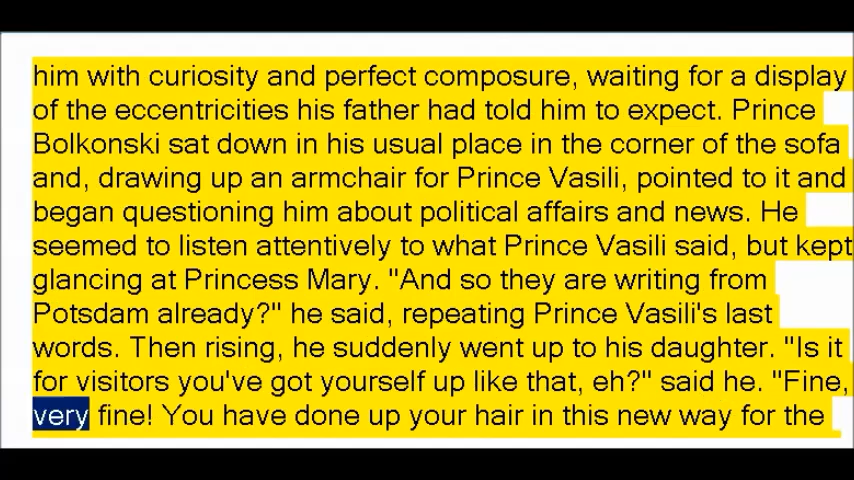 him with curiosity and perfect composure, waiting for a display
of the eccentricities his father had told him to expect. Prince
Bolkonski sat down in his usual place in the corner of the sofa
and, drawing up an armchair for Prince Vasili, pointed to it and
began questioning him about political affairs and news. He
seemed to listen attentively to what Prince Vasili said, but kept
glancing at Princess Mary. "And so they are writing from
Potsdam already?" he said, repeating Prince Vasili's last
words. Then rising, he suddenly went up to his daughter. "Is it
for visitors you've got yourself up like that, eh?" said he. "Fine,
very fine! You have done up your hair in this new way for the